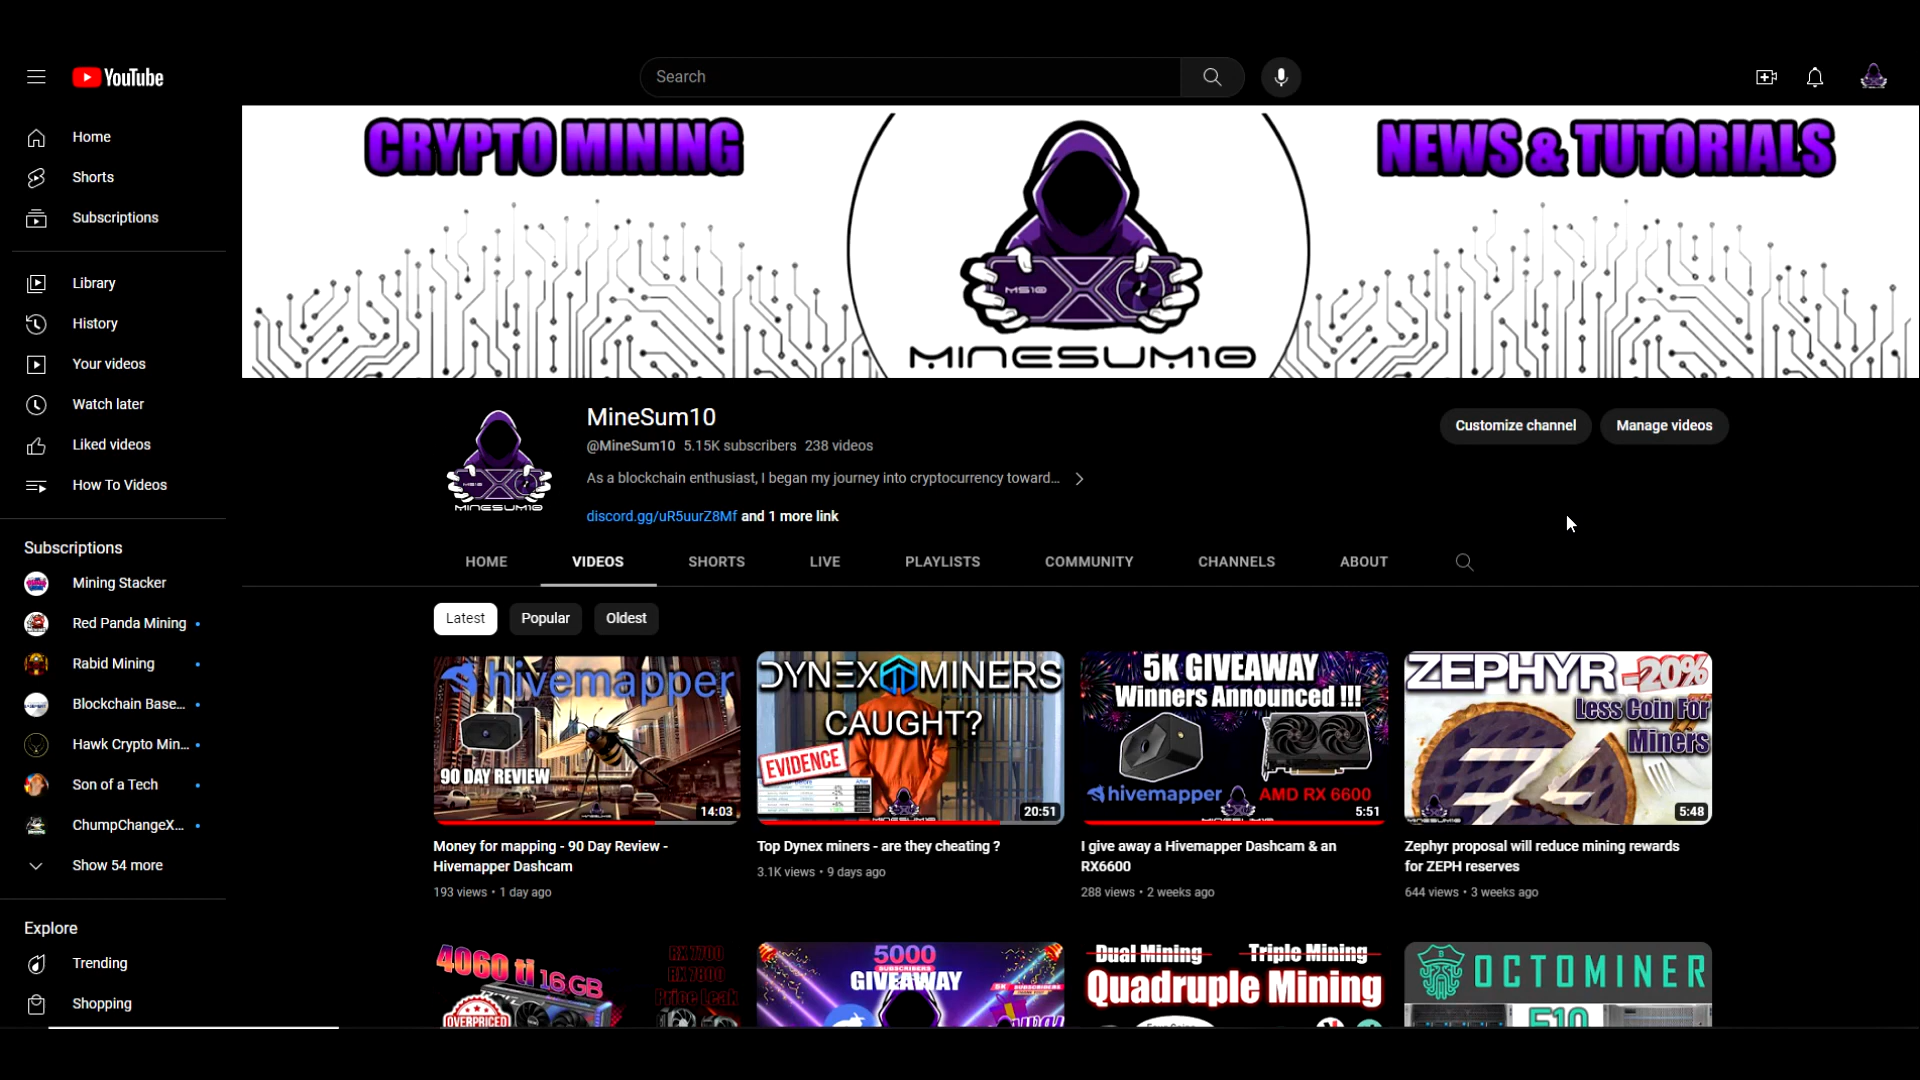 YouTube
Search
Home
Shorts
Subscriptions
Library
History
Your videos
Watch later
Liked videos
How To Videos
Subscriptions
Mining Stacker
Red Panda Mining
Rabid Mining
Blockchain Base...
Hawk Crypto Min...
Son of a Tech
ChumpChangeX...
Show 54 more
Explore
Trending
Shopping
CRYPTO MINING
NEWS & TUTORIALS
MS10
MINESUM10
MINESUM10
MineSum10
@MineSum10 5.15K subscribers 238 videos
As a blockchain enthusiast, I began my journey into cryptocurrency toward...
discord.gg/uR5uurZ8Mf and 1 more link
Customize channel
Manage videos
HOME
VIDEOS
SHORTS
LIVE
PLAYLISTS
COMMUNITY
CHANNELS
ABOUT
Latest
Popular
Oldest
hivemapper
90 DAY REVIEW
14:03
Money for mapping - 90 Day Review -
Hivemapper Dashcam
193 views • 1 day ago
DYNEX MINERS
CAUGHT?
EVIDENCE
20:51
Top Dynex miners - are they cheating ?
3.1K views • 9 days ago
5K GIVEAWAY
Winners Announced !!!
hivemapper
AMD RX 6600
5:51
I give away a Hivemapper Dashcam & an
RX6600
288 views • 2 weeks ago
ZEPHYR -20%
Less Coin For
Miners
5:48
Zephyr proposal will reduce mining rewards
for ZEPH reserves
644 views • 3 weeks ago
4060 ti 16GB
OVERPRICED
RX 7700
RX 7800
Price Leak
5000
SUBSCRIBERS
GIVEAWAY
Dual Mining
Triple Mining
Quadruple Mining
OCTOMINER